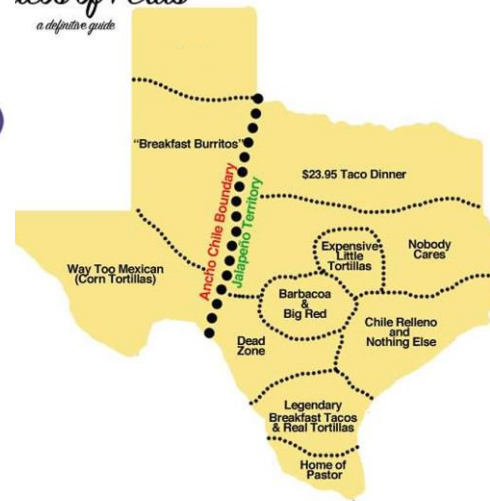 of
a definitive guide
"Breakfast Burritos"
$23.95 Taco Dinner
Ancho Chile Boundary
Jalapeño Territory
Expensive
Little
Tortillas
Nobody
Cares
Way Too Mexican
(Corn Tortillas)
Barbacoa
&
Big Red
Chile Relleno
and
Nothing Else
Dead
Zone
Legendary
Breakfast Tacos
& Real Tortillas
Home of
Pastor